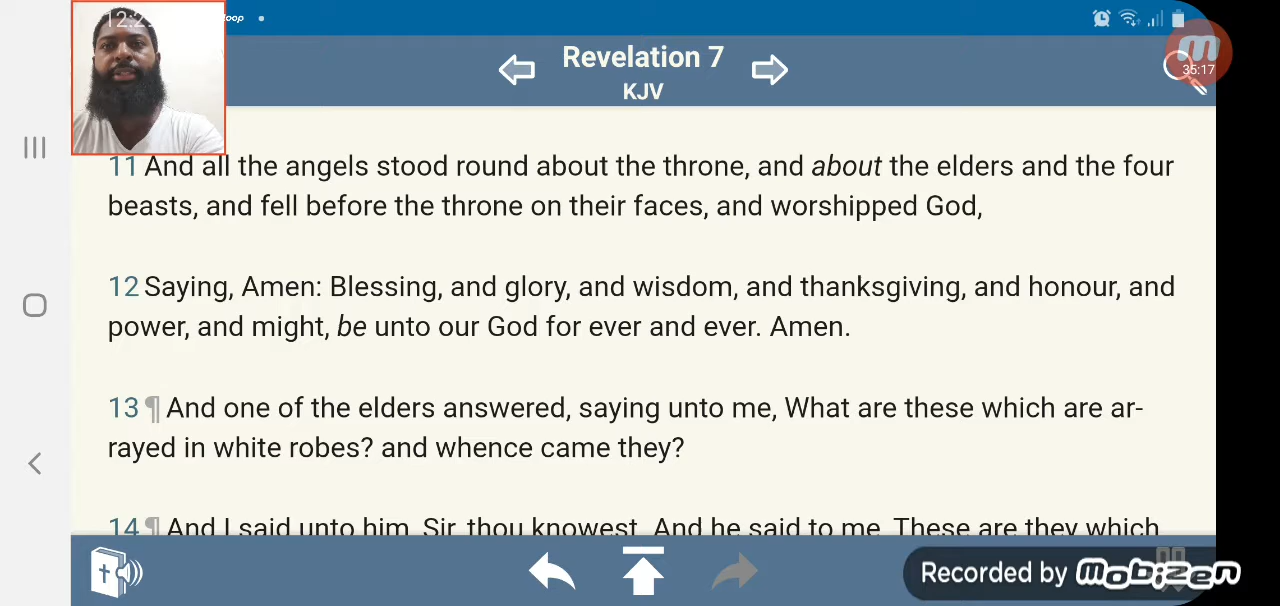 12:2 oop
Revelation 7
KJV
35:17
11 And all the angels stood round about the throne, and about the elders and the four
beasts, and fell before the throne on their faces, and worshipped God,
12 Saying, Amen: Blessing, and glory, and wisdom, and thanksgiving, and honour, and
power, and might, be unto our God for ever and ever. Amen.
13 ¶ And one of the elders answered, saying unto me, What are these which are ar-
rayed in white robes? and whence came they?
14 ¶ And I said unto him, Sir, thou knowest. And he said to me, These are they which
Recorded by Mobizen